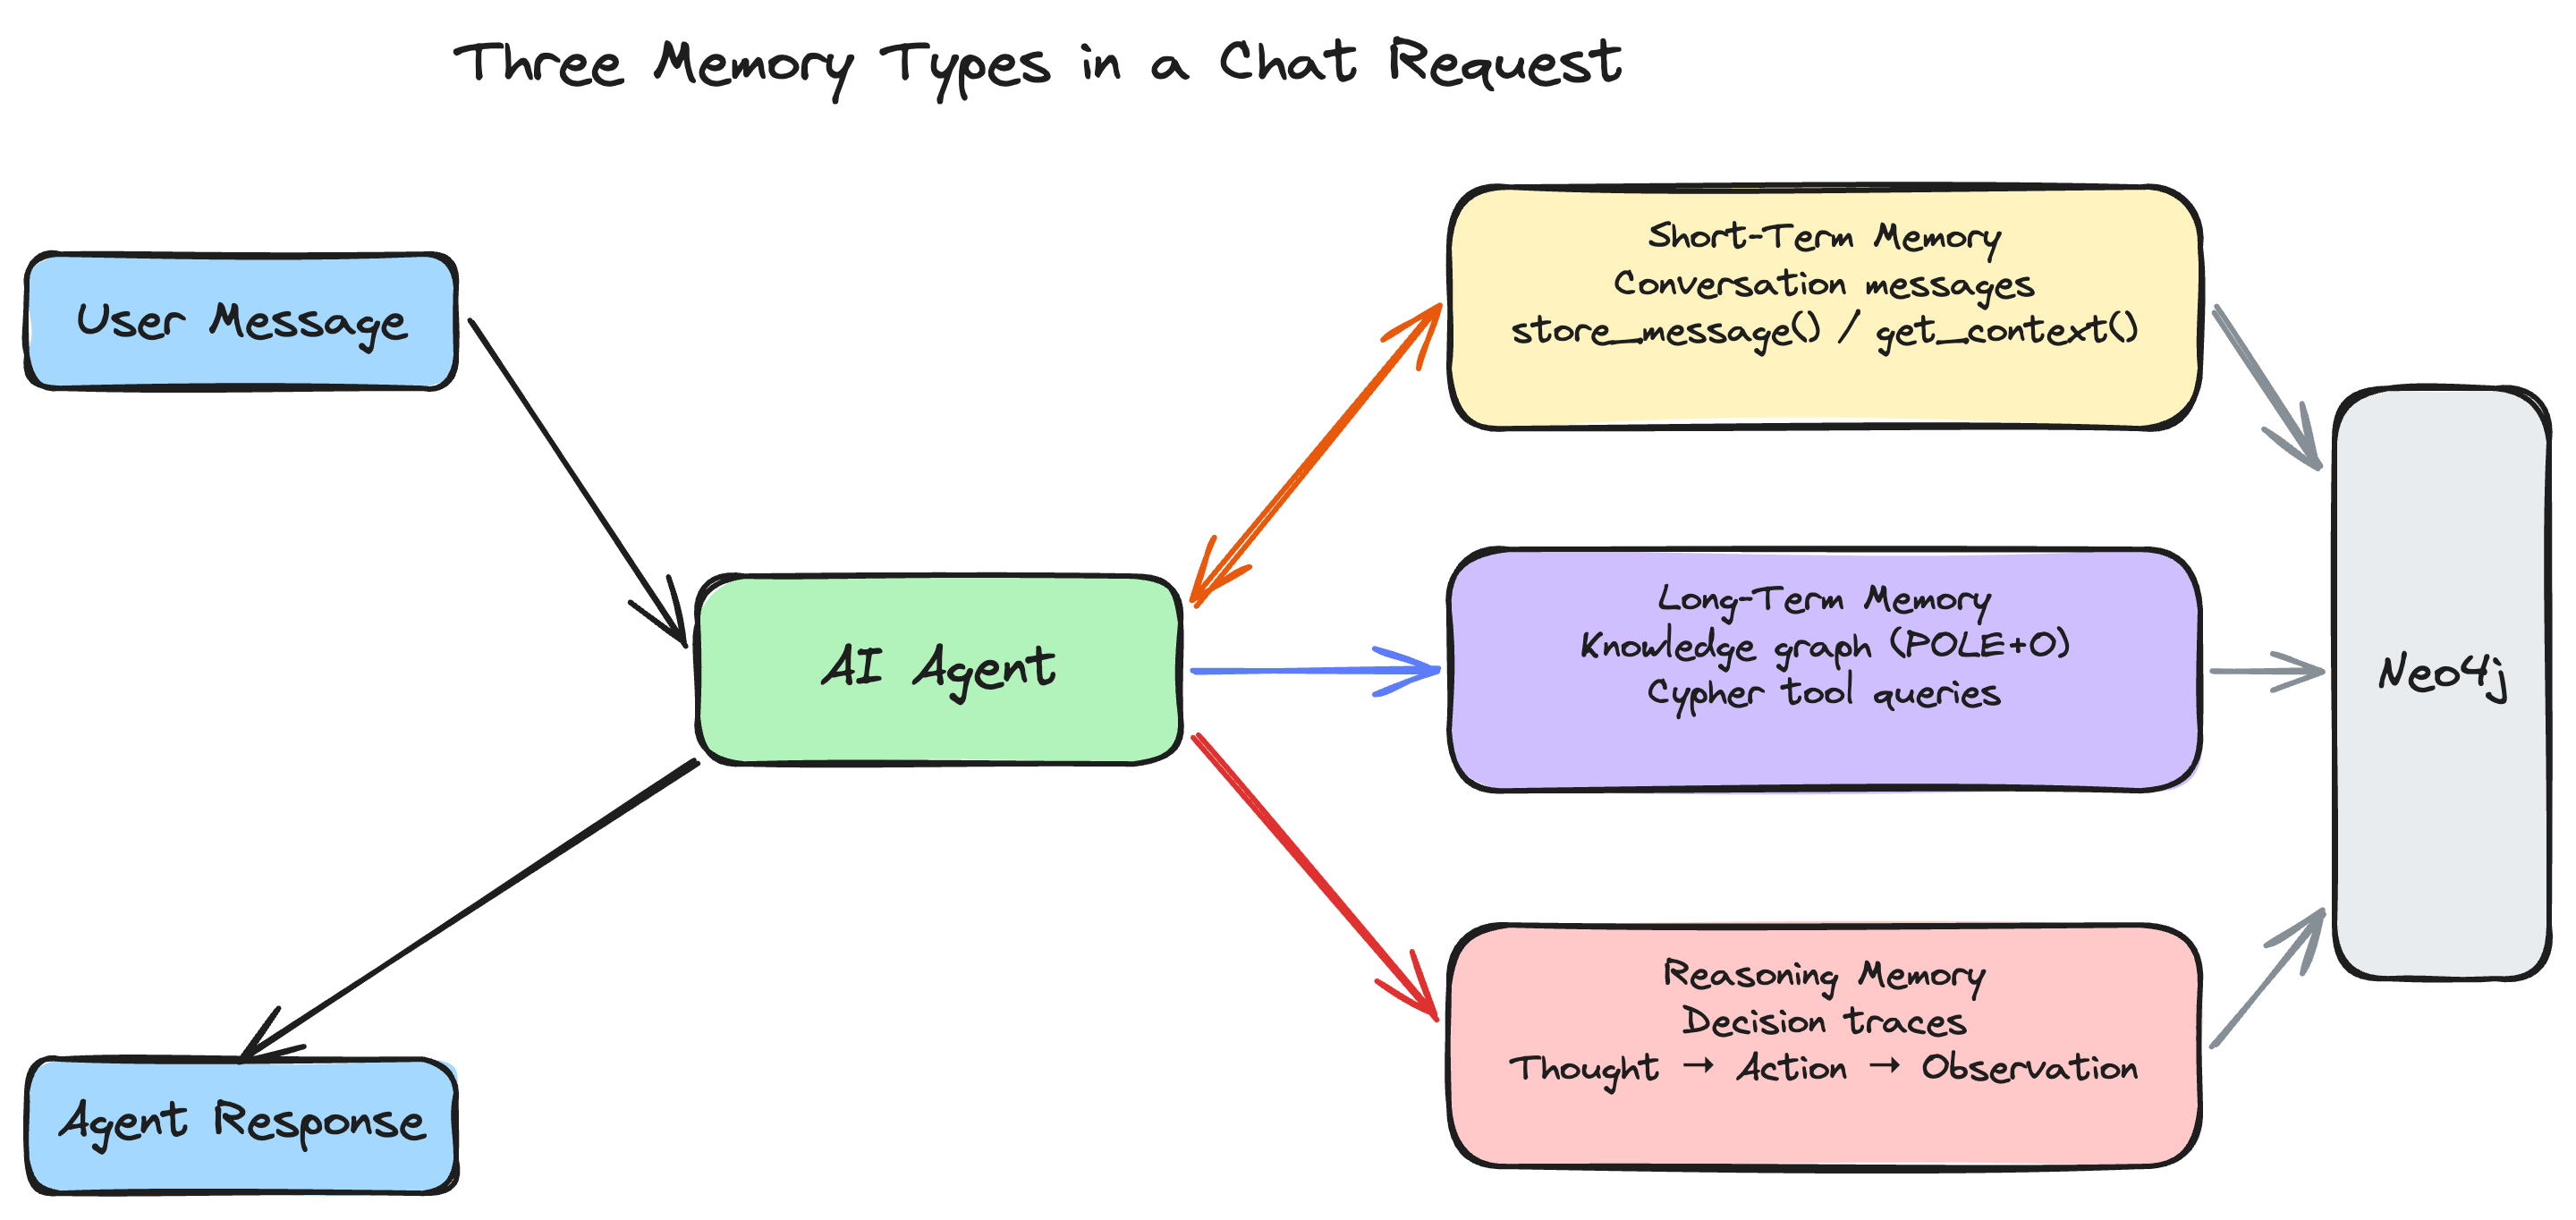 Three Memory Types in a Chat Request
User Message
AI Agent
Agent Response
Short-Term Memory
Conversation messages
store_message() / get_context()
Long-Term Memory
Knowledge graph (POLE+O)
Cypher tool queries
Reasoning Memory
Decision traces
Thought → Action → Observation
Neo4j